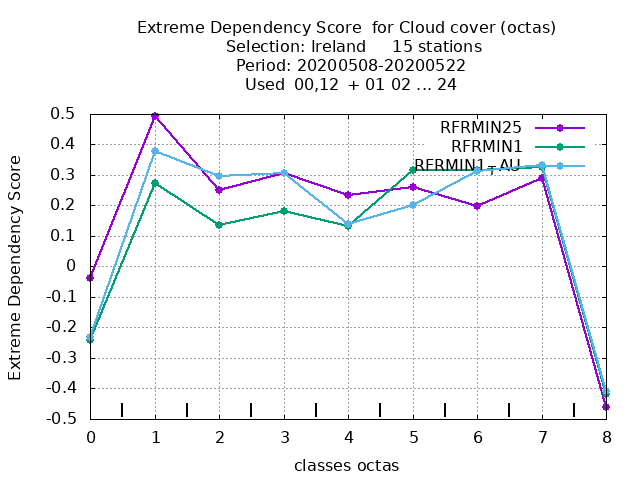 Extreme Dependency Score  for Cloud cover (octas)
Selection: Ireland     15 stations
Period: 20200508-20200522
Used  00,12  + 01 02 ... 24
Extreme Dependency Score
0.5
0.4
0.3
0.2
0.1
0
-0.1
-0.2
-0.3
-0.4
-0.5
RFRMIN25
RFRMIN1
RFRMIN1+AU
0 1 2 3 4 5 6 7 8
classes octas